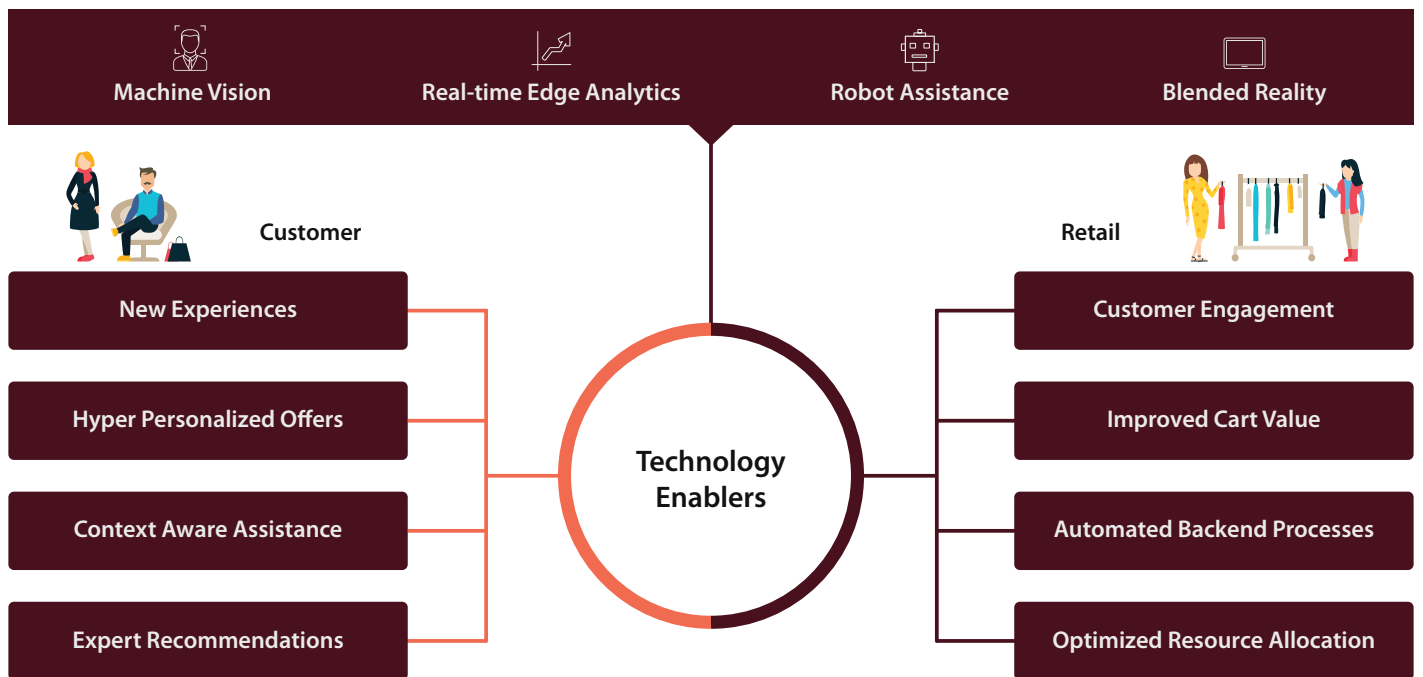 Machine Vision
Real-time Edge Analytics
Robot Assistance
Blended Reality
Customer
New Experiences
Hyper Personalized Offers
Context Aware Assistance
Expert Recommendations
Technology
Enablers
Retail
Customer Engagement
Improved Cart Value
Automated Backend Processes
Optimized Resource Allocation